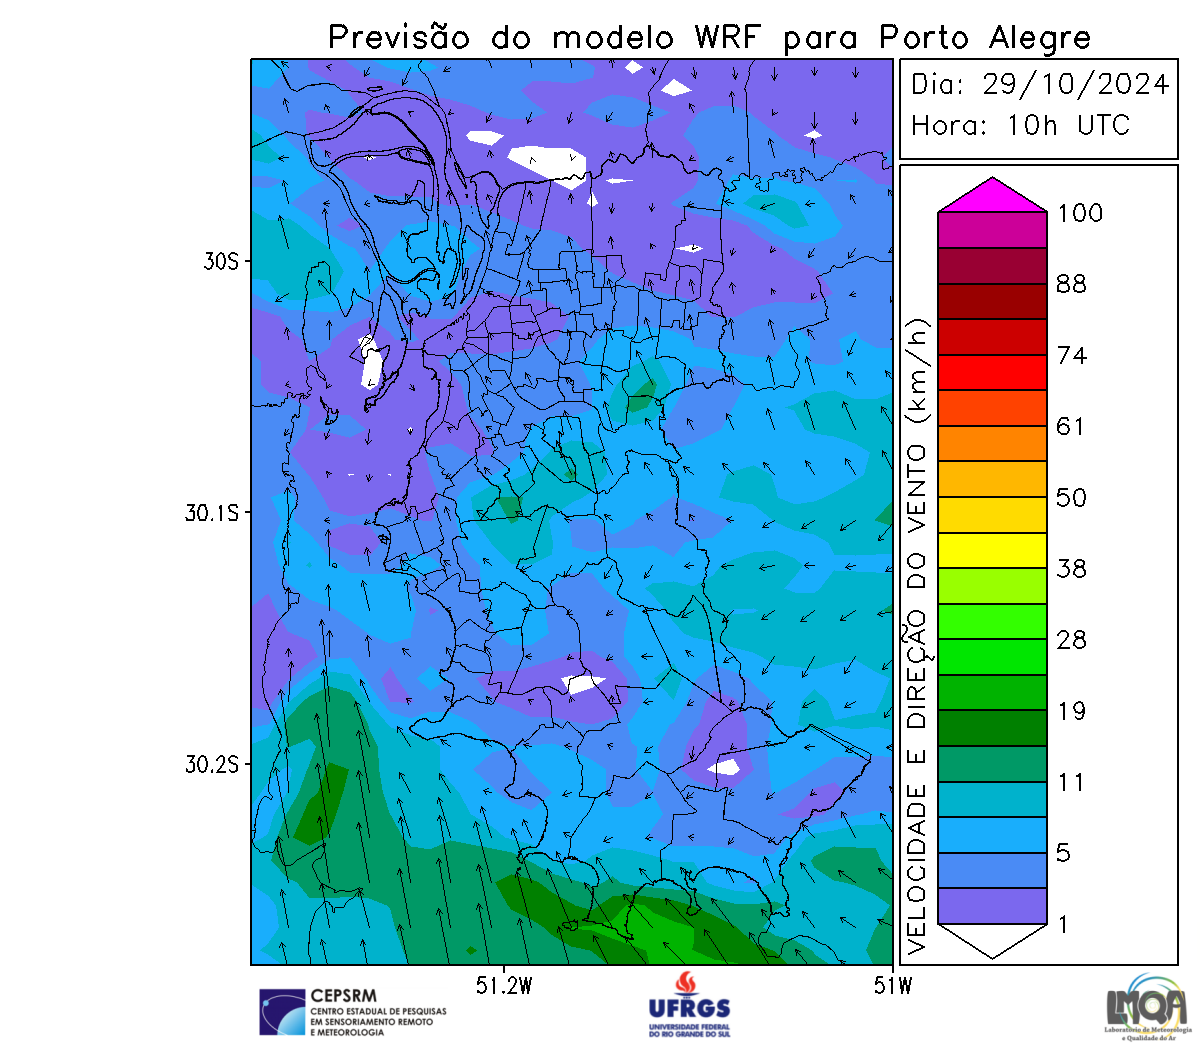 Previsão do modelo WRF para Porto Alegre
Dia: 29/10/2024
Hora: 10h UTC
30S
30.1S
30.2S
51.2W
51W
VELOCIDADE E DIREÇÃO DO VENTO (km/h)
100
88
74
61
50
38
28
19
11
5
1
CEPSRM
CENTRO ESTADUAL DE PESQUISAS
EM SENSORIAMENTO REMOTO
E METEOROLOGIA
UFRGS
UNIVERSIDADE FEDERAL
DO RIO GRANDE DO SUL
LMQA
Laboratório de Meteorologia
e Qualidade do Ar